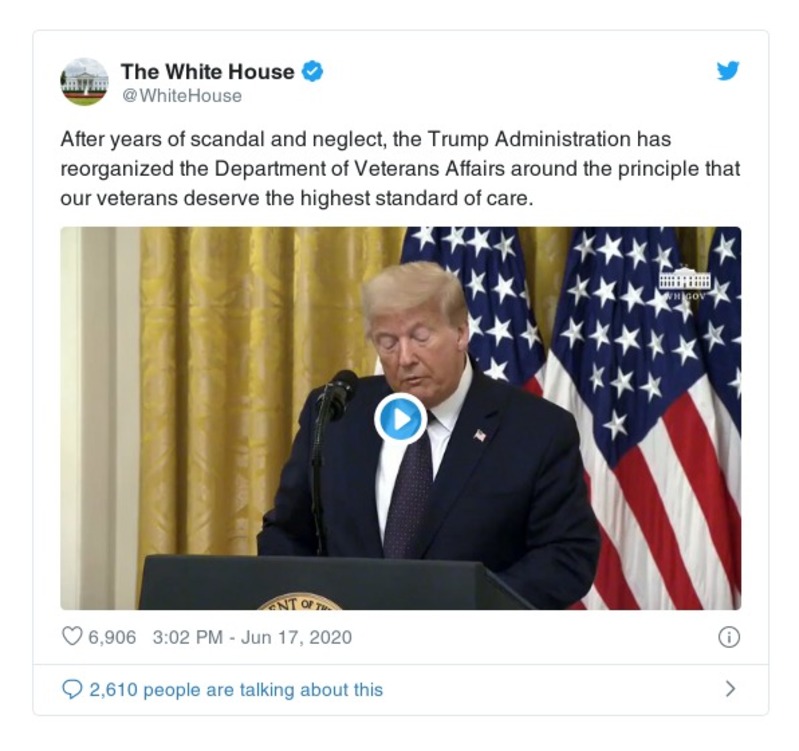 The White House
@WhiteHouse
After years of scandal and neglect, the Trump Administration has
reorganized the Department of Veterans Affairs around the principle that
our veterans deserve the highest standard of care.
WH.GOV
ENT OF THE
6,906 3:02 PM - Jun 17, 2020
2,610 people are talking about this